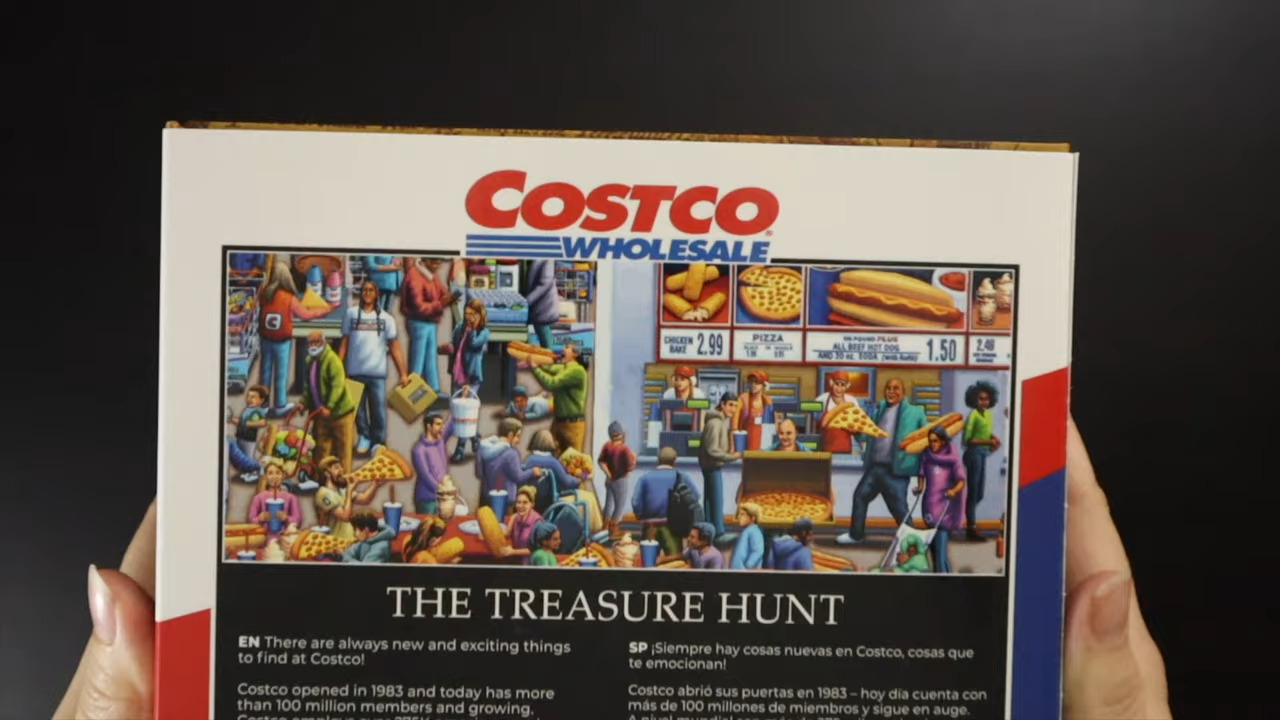 COSTCO
WHOLESALE
CHICKEN
BAKE 2.99
PIZZA
PLUS
ALL BEEF HOT DOG
AND 20 oz. SODA (with Refill) 1.50
THE TREASURE HUNT
EN There are always new and exciting things
to find at Costco!
Costco opened in 1983 and today has more
than 100 million members and growing.
SP ¡Siempre hay cosas nuevas en Costco, cosas que
te emocionan!
Costco abrió sus puertas en 1983 – hoy día cuenta con
más de 100 millones de miembros y sigue en auge.